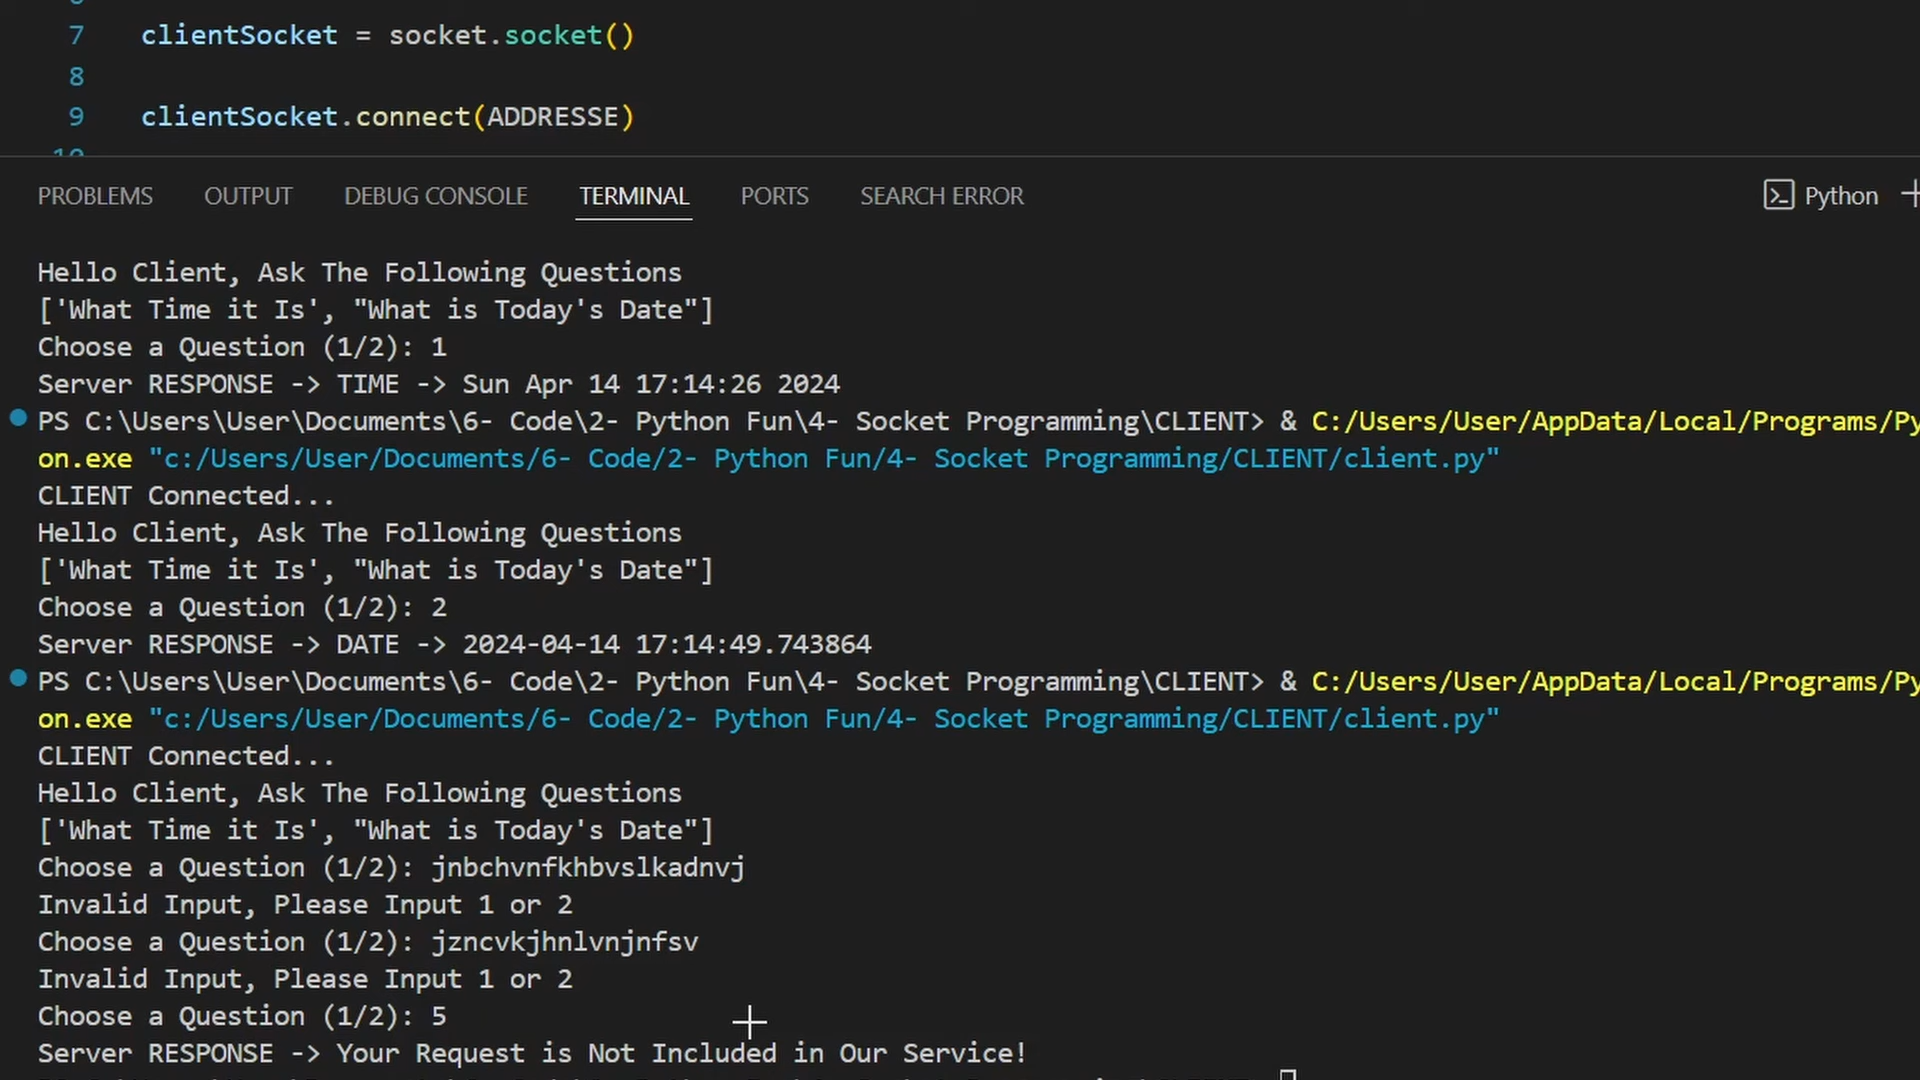 7 clientSocket = socket.socket()
8
9 clientSocket.connect(ADDRESSE)
10
PROBLEMS OUTPUT DEBUG CONSOLE TERMINAL PORTS SEARCH ERROR Python
Hello Client, Ask The Following Questions
['What Time it Is', "What is Today's Date"]
Choose a Question (1/2): 1
Server RESPONSE -> TIME -> Sun Apr 14 17:14:26 2024
PS C:\Users\User\Documents\6- Code\2- Python Fun\4- Socket Programming\CLIENT> & C:/Users/User/AppData/Local/Programs/Py
on.exe "c:/Users/User/Documents/6- Code/2- Python Fun/4- Socket Programming/CLIENT/client.py"
CLIENT Connected...
Hello Client, Ask The Following Questions
['What Time it Is', "What is Today's Date"]
Choose a Question (1/2): 2
Server RESPONSE -> DATE -> 2024-04-14 17:14:49.743864
PS C:\Users\User\Documents\6- Code\2- Python Fun\4- Socket Programming\CLIENT> & C:/Users/User/AppData/Local/Programs/Py
on.exe "c:/Users/User/Documents/6- Code/2- Python Fun/4- Socket Programming/CLIENT/client.py"
CLIENT Connected...
Hello Client, Ask The Following Questions
['What Time it Is', "What is Today's Date"]
Choose a Question (1/2): jnbchvnfkhbvslkadnvj
Invalid Input, Please Input 1 or 2
Choose a Question (1/2): jzncvkjhnlvnjnfsv
Invalid Input, Please Input 1 or 2
Choose a Question (1/2): 5
Server RESPONSE -> Your Request is Not Included in Our Service!